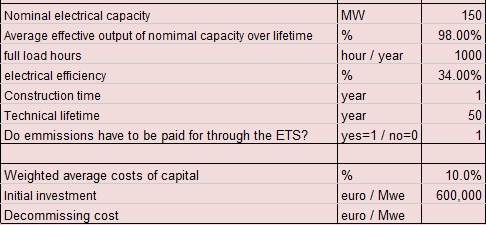 Nominal electrical capacity MW 150
Average effective output of nomimal capacity over lifetime % 98.00%
full load hours hour / year 1000
electrical efficiency % 34.00%
Construction time year 1
Technical lifetime year 50
Do emmissions have to be paid for through the ETS? yes=1 / no=0 1
Weighted average costs of capital % 10.0%
Initial investment euro / Mwe 600,000
Decommissing cost euro / Mwe